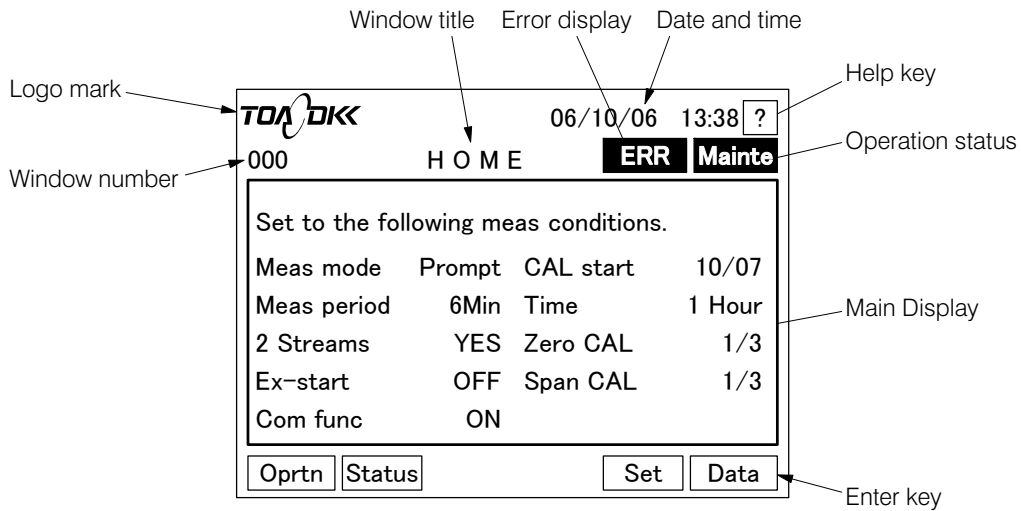 Window title Error display Date and time
Logo mark
Help key
TOA DKK 06/10/06 13:38 ?
Operation status
000 HOME ERR Mainte
Window number
Set to the following meas conditions.
Meas mode Prompt CAL start 10/07
Meas period 6Min Time 1 Hour
Main Display
2 Streams YES Zero CAL 1/3
Ex-start OFF Span CAL 1/3
Com func ON
Oprtn Status Set Data
Enter key